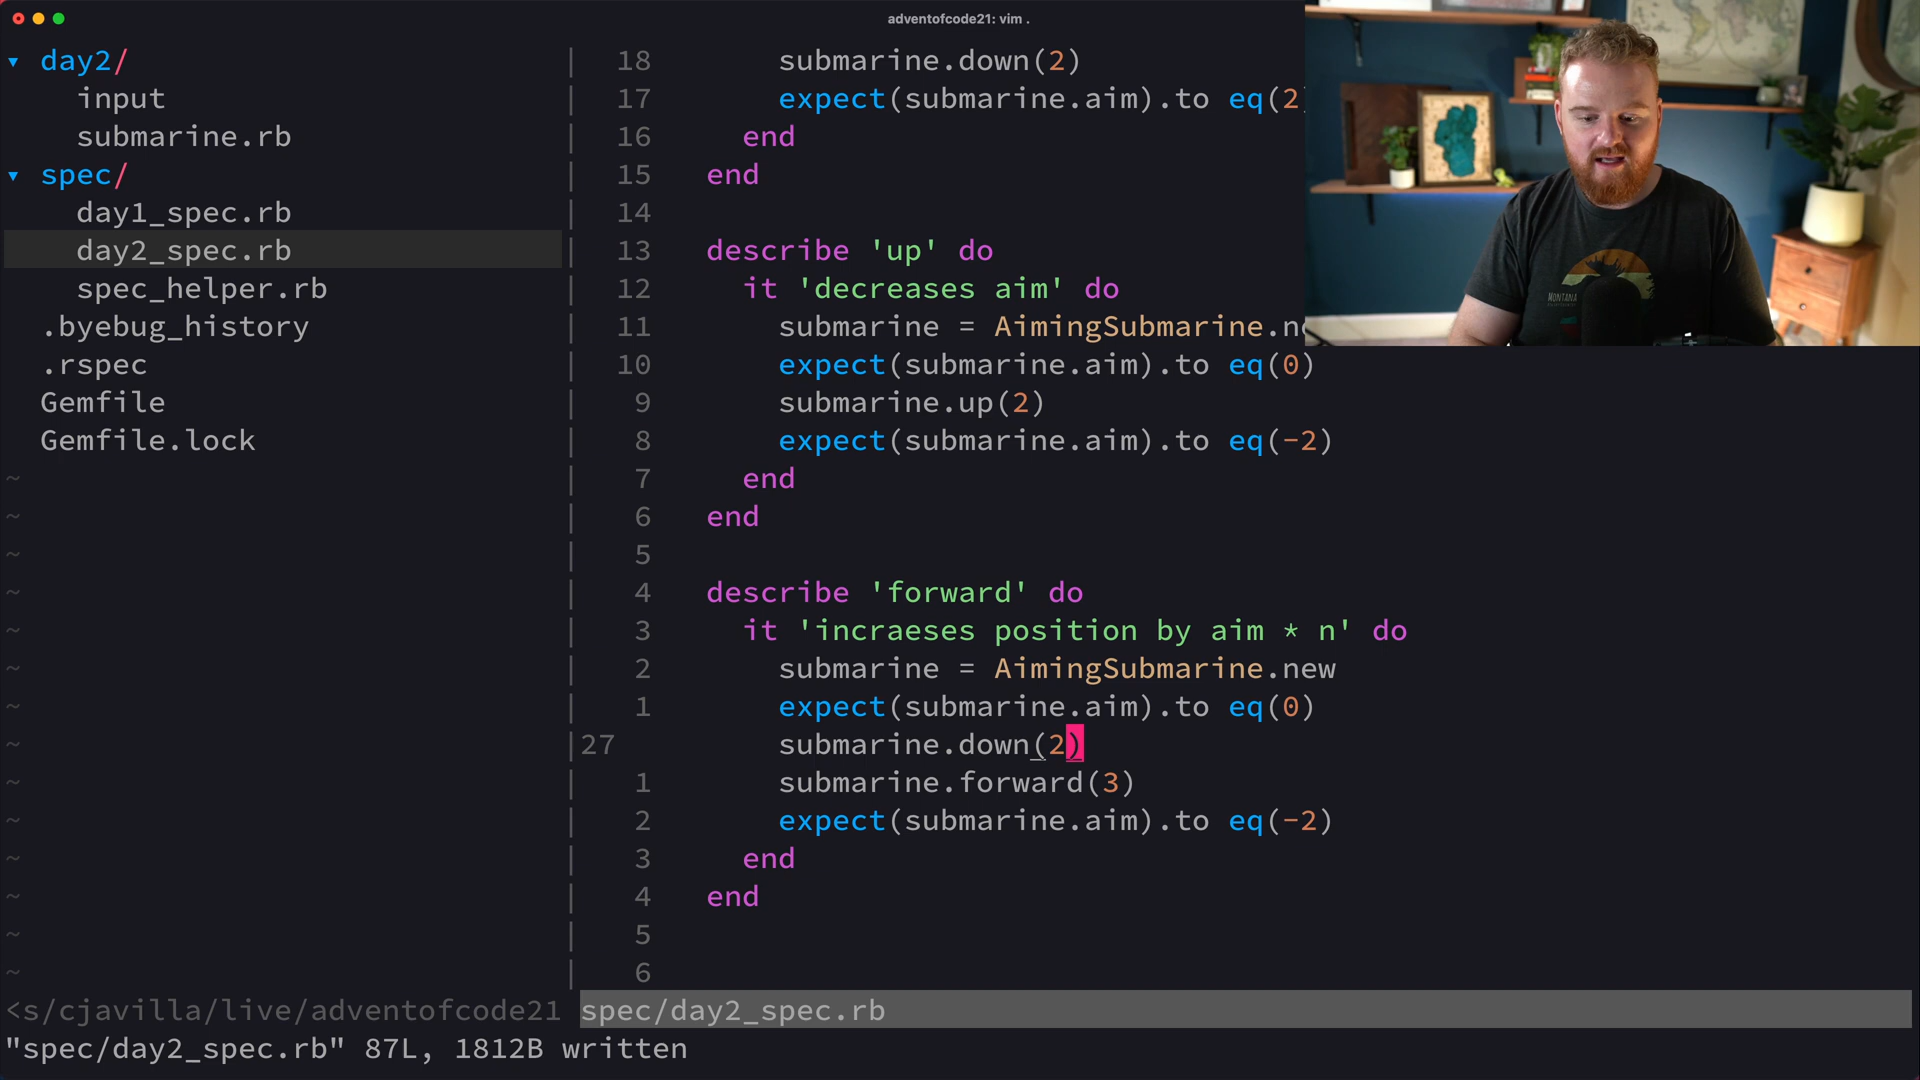 adventofcode21: vim .
▾ day2/
input
submarine.rb
▾ spec/
day1_spec.rb
day2_spec.rb
spec_helper.rb
.byebug_history
.rspec
Gemfile
Gemfile.lock
~
~
~
~
~
~
~
~
~
~
~
~
~
~
18 submarine.down(2)
17 expect(submarine.aim).to eq(2)
16 end
15 end
14
13 describe 'up' do
12 it 'decreases aim' do
11 submarine = AimingSubmarine.ne
10 expect(submarine.aim).to eq(0)
9 submarine.up(2)
8 expect(submarine.aim).to eq(-2)
7 end
6 end
5
4 describe 'forward' do
3 it 'incraeses position by aim * n' do
2 submarine = AimingSubmarine.new
1 expect(submarine.aim).to eq(0)
27 submarine.down(2)
1 submarine.forward(3)
2 expect(submarine.aim).to eq(-2)
3 end
4 end
5
6
<s/cjavilla/live/adventofcode21 spec/day2_spec.rb
"spec/day2_spec.rb" 87L, 1812B written
MONTANA